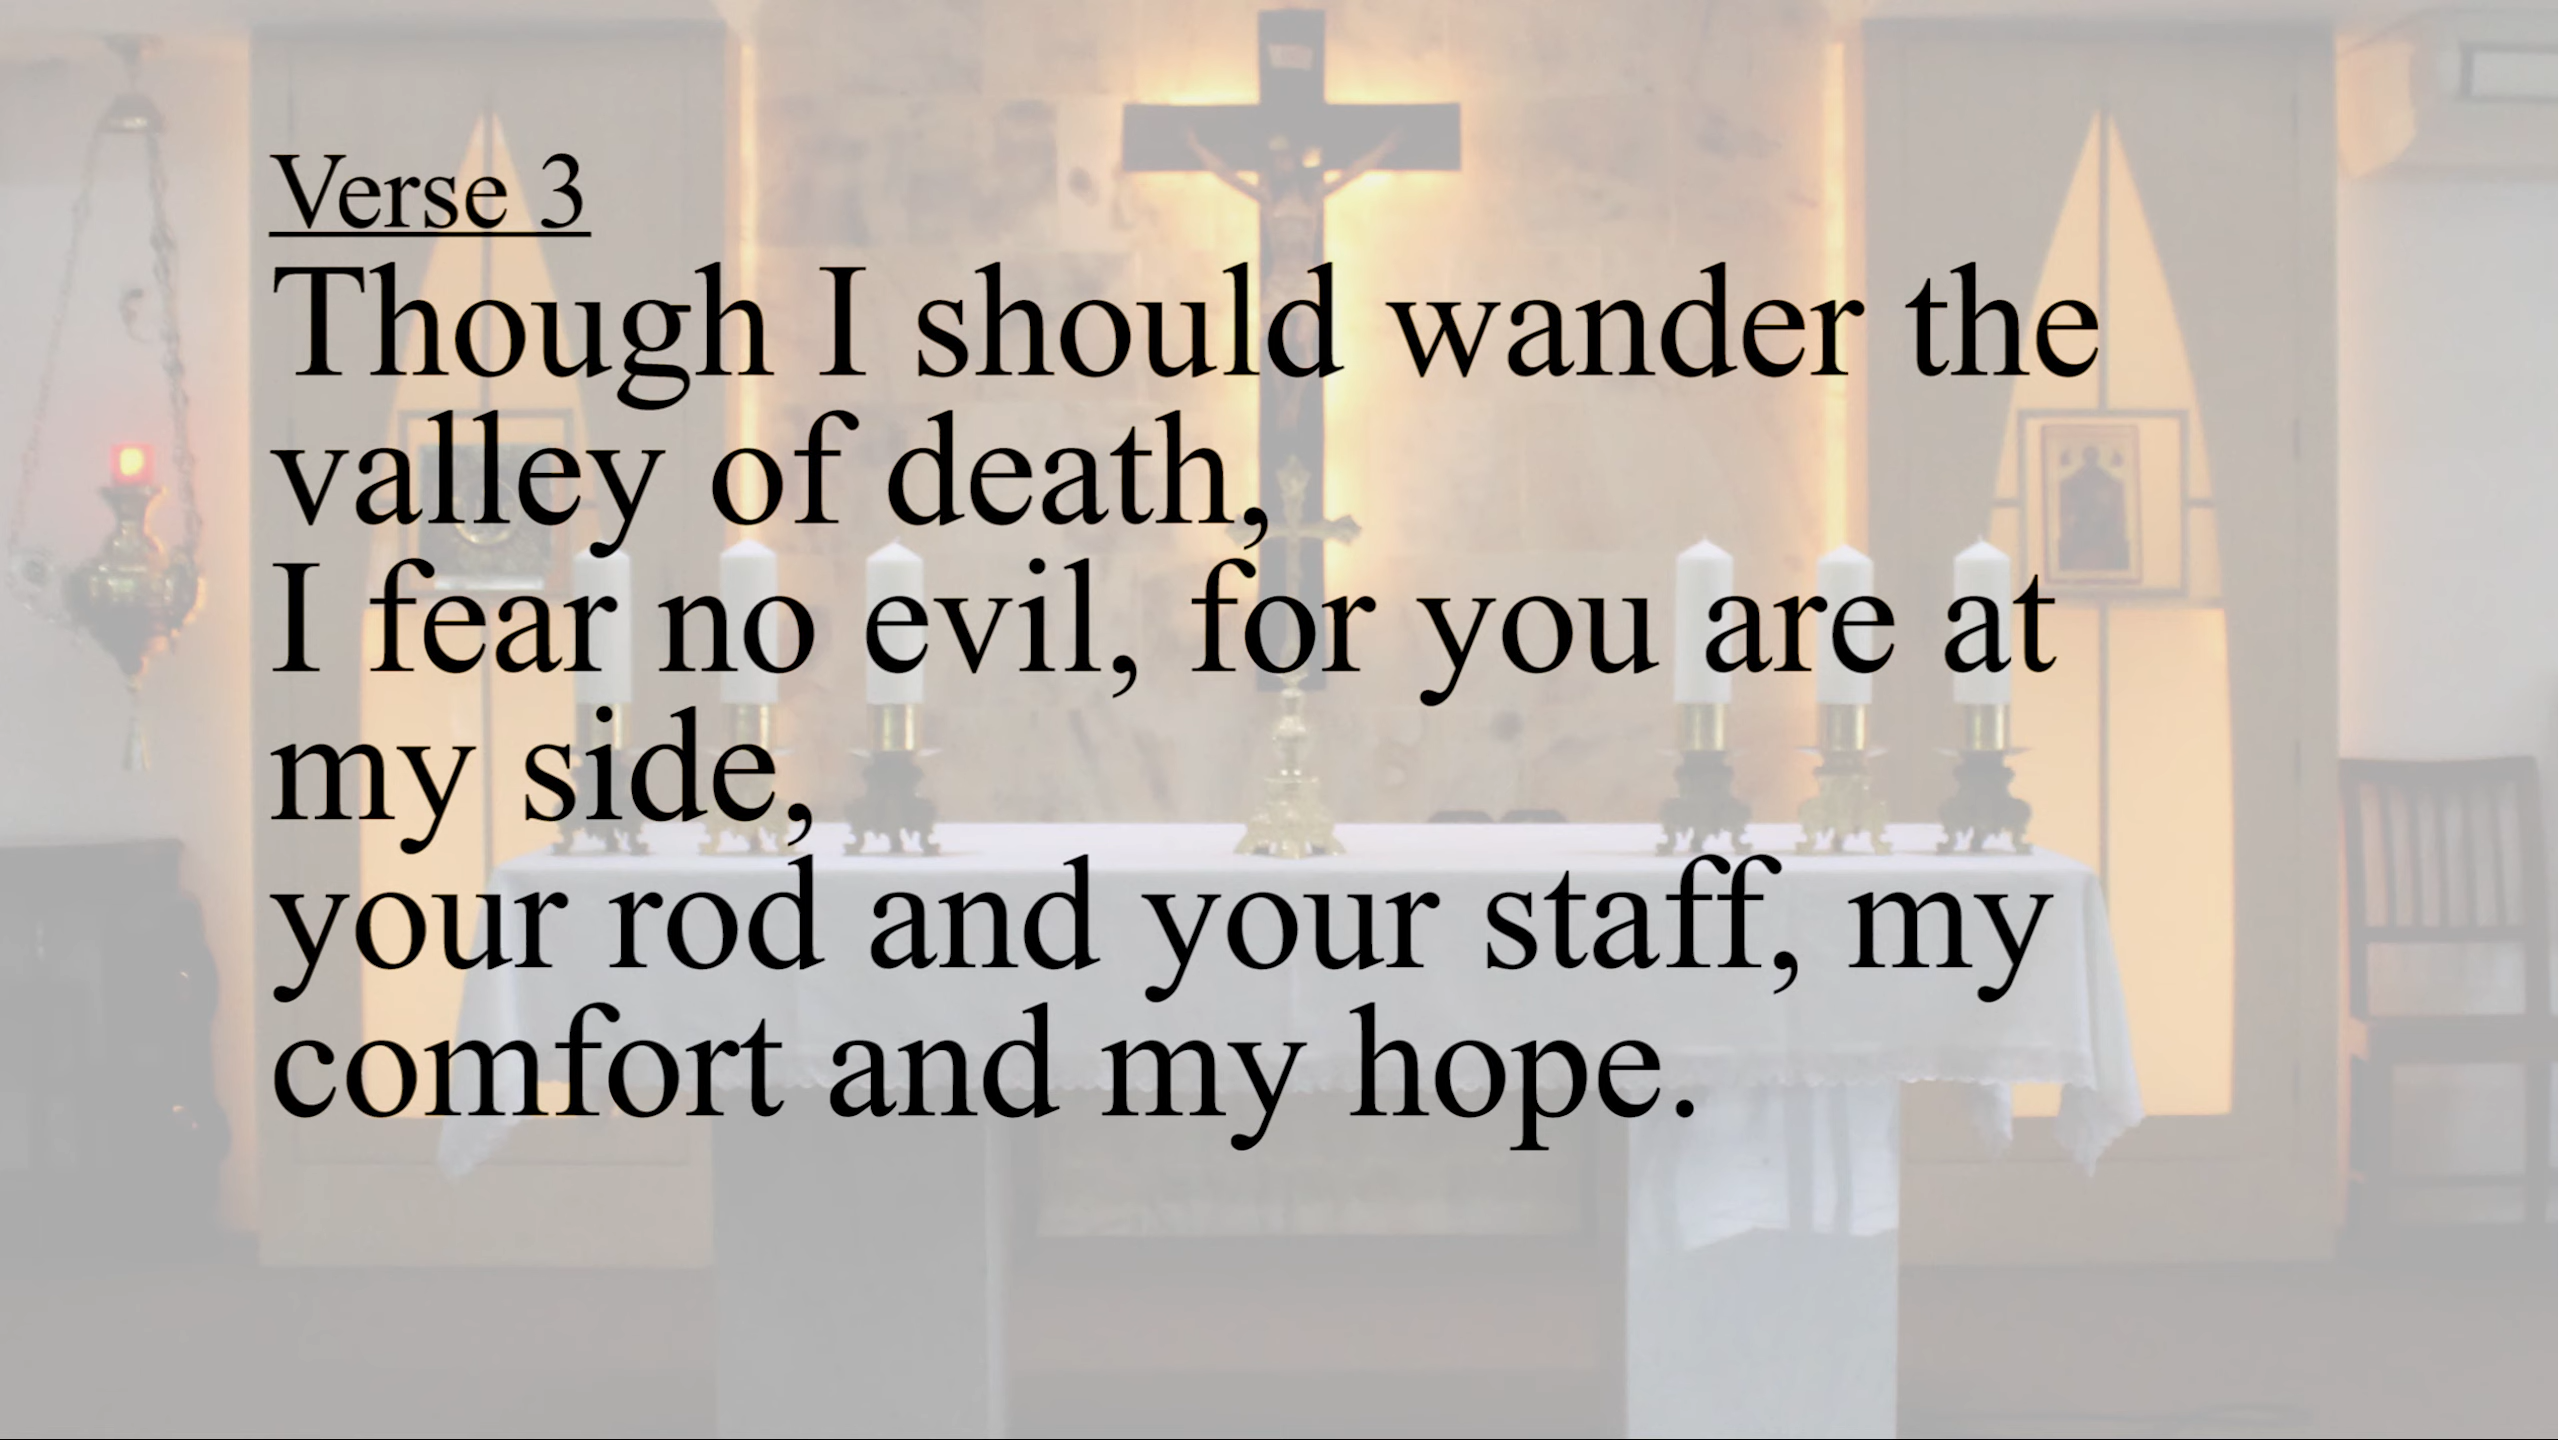 Verse 3
Though I should wander the
valley of death,
I fear no evil, for you are at
my side,
your rod and your staff, my
comfort and my hope.